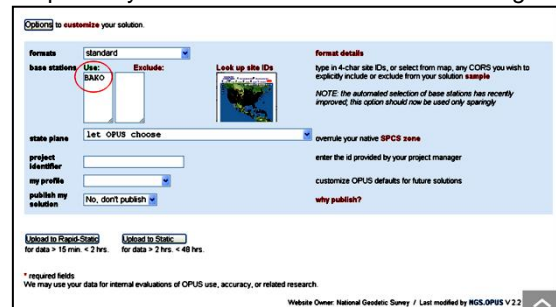 Options to customize your solution.
formats standard format details
base stations Use: Exclude: Look up site IDs type in 4-char site IDs, or select from map, any CORS you wish to
BAKO explicitly include or exclude from your solution sample
NOTE: the automated selection of base stations has recently
improved; this option should now be used only sparingly
state plane let OPUS choose overrule your native SPCS zone
project
identifier enter the id provided by your project manager
my profile customize OPUS defaults for future solutions
publish my
solution No, don't publish why publish?
Upload to Rapid-Static Upload to Static
for data > 15 min. < 2 hrs. for data > 2 hrs. < 48 hrs.
* required fields
We may use your data for internal evaluations of OPUS use, accuracy, or related research.
Website Owner: National Geodetic Survey / Last modified by NGS.OPUS V 2.2